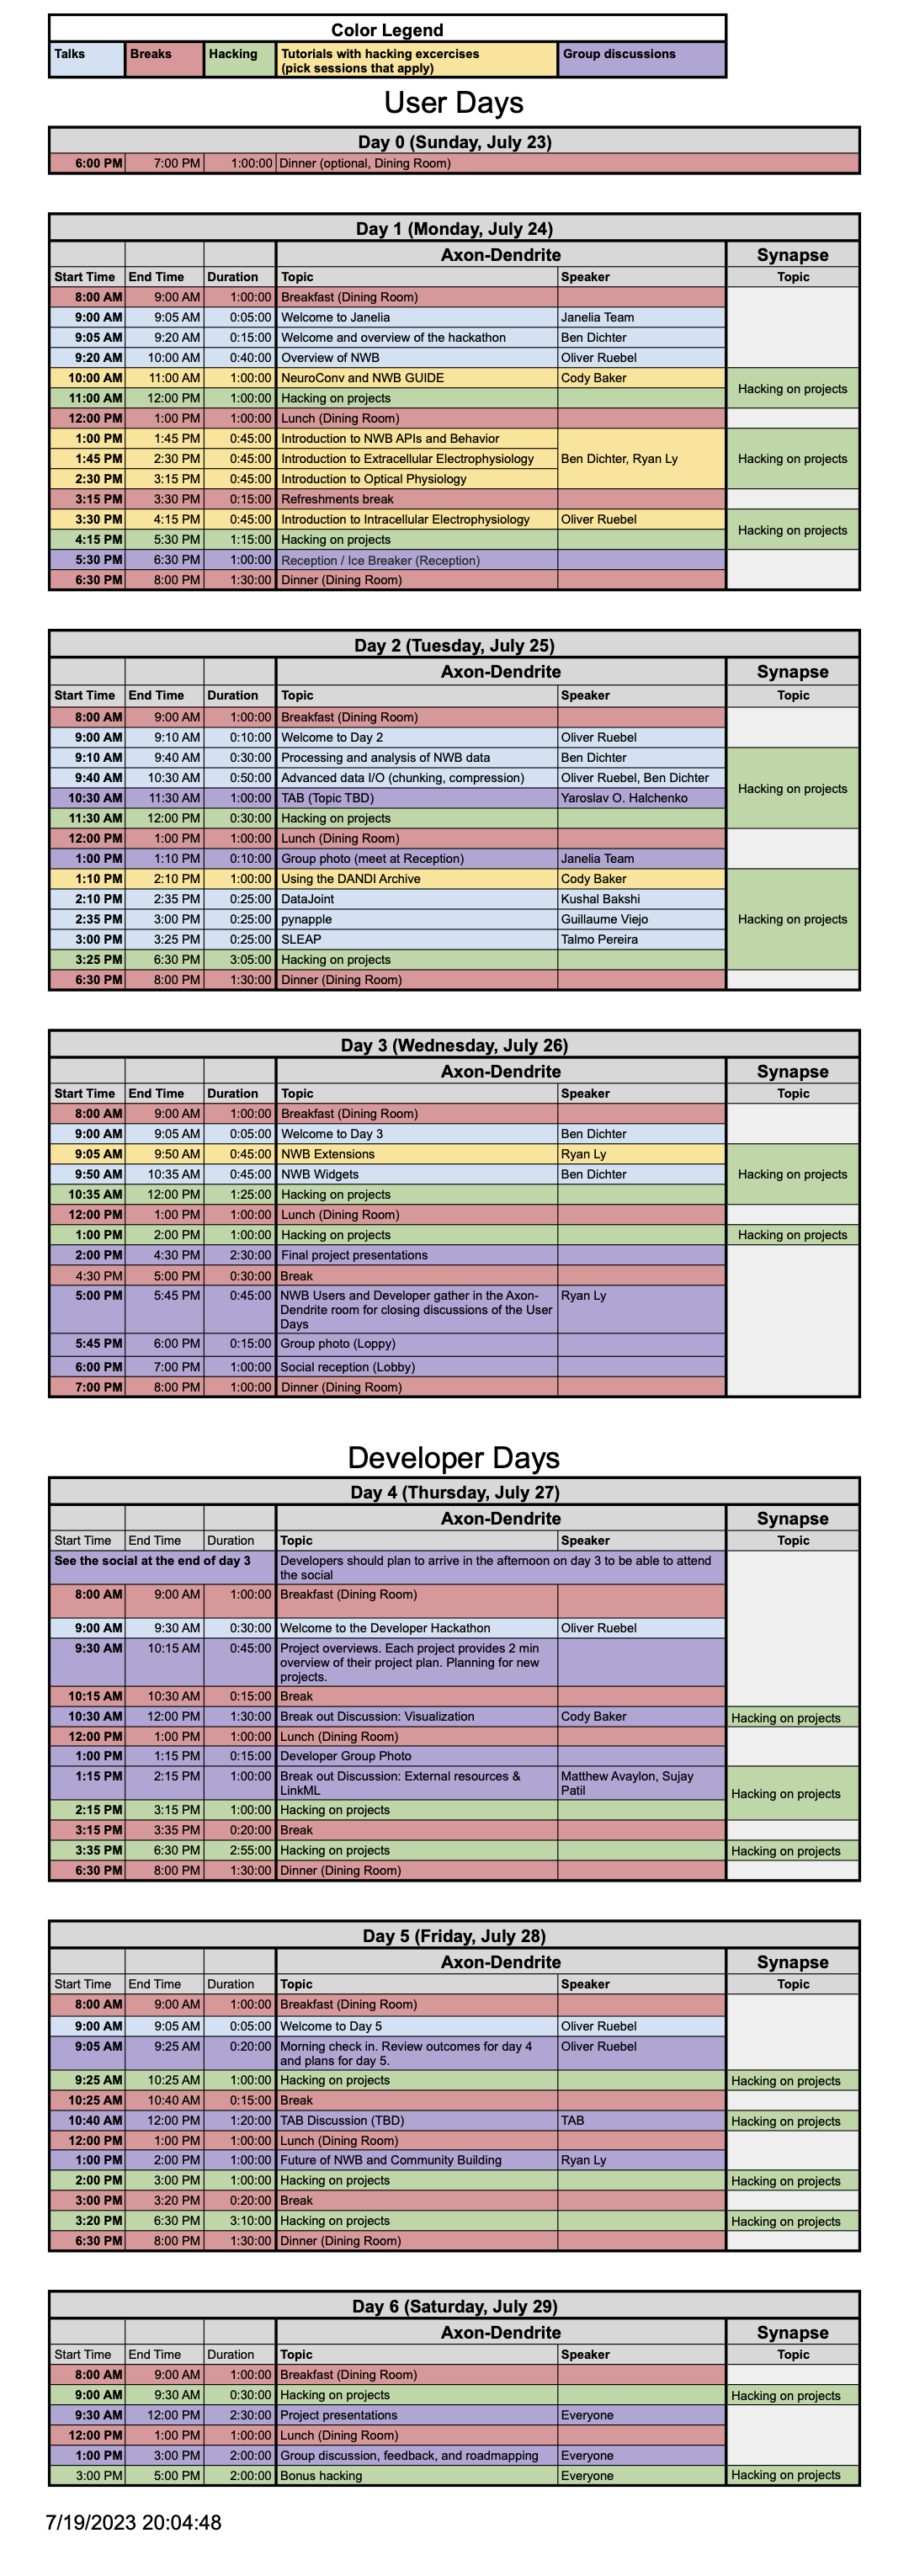 Color Legend
Talks Breaks Hacking Tutorials with hacking excercises Group discussions
(pick sessions that apply)
User Days
Day 0 (Sunday, July 23)
6:00 PM 7:00 PM 1:00:00 Dinner (optional, Dining Room)
Day 1 (Monday, July 24)
Axon-Dendrite Synapse
Start Time End Time Duration Topic Speaker Topic
8:00 AM 9:00 AM 1:00:00 Breakfast (Dining Room)
9:00 AM 9:05 AM 0:05:00 Welcome to Janelia Janelia Team
9:05 AM 9:20 AM 0:15:00 Welcome and overview of the hackathon Ben Dichter
9:20 AM 10:00 AM 0:40:00 Overview of NWB Oliver Ruebel
10:00 AM 11:00 AM 1:00:00 NeuroConv and NWB GUIDE Cody Baker
Hacking on projects
11:00 AM 12:00 PM 1:00:00 Hacking on projects
12:00 PM 1:00 PM 1:00:00 Lunch (Dining Room)
1:00 PM 1:45 PM 0:45:00 Introduction to NWB APIs and Behavior
1:45 PM 2:30 PM 0:45:00 Introduction to Extracellular Electrophysiology Ben Dichter, Ryan Ly Hacking on projects
2:30 PM 3:15 PM 0:45:00 Introduction to Optical Physiology
3:15 PM 3:30 PM 0:15:00 Refreshments break
3:30 PM 4:15 PM 0:45:00 Introduction to Intracellular Electrophysiology Oliver Ruebel
Hacking on projects
4:15 PM 5:30 PM 1:15:00 Hacking on projects
5:30 PM 6:30 PM 1:00:00 Reception / Ice Breaker (Reception)
6:30 PM 8:00 PM 1:30:00 Dinner (Dining Room)
Day 2 (Tuesday, July 25)
Axon-Dendrite Synapse
Start Time End Time Duration Topic Speaker Topic
8:00 AM 9:00 AM 1:00:00 Breakfast (Dining Room)
9:00 AM 9:10 AM 0:10:00 Welcome to Day 2 Oliver Ruebel
9:10 AM 9:40 AM 0:30:00 Processing and analysis of NWB data Ben Dichter
9:40 AM 10:30 AM 0:50:00 Advanced data I/O (chunking, compression) Oliver Ruebel, Ben Dichter
Hacking on projects
10:30 AM 11:30 AM 1:00:00 TAB (Topic TBD) Yaroslav O. Halchenko
11:30 AM 12:00 PM 0:30:00 Hacking on projects
12:00 PM 1:00 PM 1:00:00 Lunch (Dining Room)
1:00 PM 1:10 PM 0:10:00 Group photo (meet at Reception) Janelia Team
1:10 PM 2:10 PM 1:00:00 Using the DANDI Archive Cody Baker
2:10 PM 2:35 PM 0:25:00 DataJoint Kushal Bakshi
2:35 PM 3:00 PM 0:25:00 pynapple Guillaume Viejo Hacking on projects
3:00 PM 3:25 PM 0:25:00 SLEAP Talmo Pereira
3:25 PM 6:30 PM 3:05:00 Hacking on projects
6:30 PM 8:00 PM 1:30:00 Dinner (Dining Room)
Day 3 (Wednesday, July 26)
Axon-Dendrite Synapse
Start Time End Time Duration Topic Speaker Topic
8:00 AM 9:00 AM 1:00:00 Breakfast (Dining Room)
9:00 AM 9:05 AM 0:05:00 Welcome to Day 3 Ben Dichter
9:05 AM 9:50 AM 0:45:00 NWB Extensions Ryan Ly
9:50 AM 10:35 AM 0:45:00 NWB Widgets Ben Dichter Hacking on projects
10:35 AM 12:00 PM 1:25:00 Hacking on projects
12:00 PM 1:00 PM 1:00:00 Lunch (Dining Room)
1:00 PM 2:00 PM 1:00:00 Hacking on projects Hacking on projects
2:00 PM 4:30 PM 2:30:00 Final project presentations
4:30 PM 5:00 PM 0:30:00 Break
5:00 PM 5:45 PM 0:45:00 NWB Users and Developer gather in the Axon- Ryan Ly
Dendrite room for closing discussions of the User
Days
5:45 PM 6:00 PM 0:15:00 Group photo (Loppy)
6:00 PM 7:00 PM 1:00:00 Social reception (Lobby)
7:00 PM 8:00 PM 1:00:00 Dinner (Dining Room)
Developer Days
Day 4 (Thursday, July 27)
Axon-Dendrite Synapse
Start Time End Time Duration Topic Speaker Topic
See the social at the end of day 3 Developers should plan to arrive in the afternoon on day 3 to be able to attend
the social
8:00 AM 9:00 AM 1:00:00 Breakfast (Dining Room)
9:00 AM 9:30 AM 0:30:00 Welcome to the Developer Hackathon Oliver Ruebel
9:30 AM 10:15 AM 0:45:00 Project overviews. Each project provides 2 min
overview of their project plan. Planning for new
projects.
10:15 AM 10:30 AM 0:15:00 Break
10:30 AM 12:00 PM 1:30:00 Break out Discussion: Visualization Cody Baker Hacking on projects
12:00 PM 1:00 PM 1:00:00 Lunch (Dining Room)
1:00 PM 1:15 PM 0:15:00 Developer Group Photo
1:15 PM 2:15 PM 1:00:00 Break out Discussion: External resources & Matthew Avaylon, Sujay
LinkML Patil
Hacking on projects
2:15 PM 3:15 PM 1:00:00 Hacking on projects
3:15 PM 3:35 PM 0:20:00 Break
3:35 PM 6:30 PM 2:55:00 Hacking on projects Hacking on projects
6:30 PM 8:00 PM 1:30:00 Dinner (Dining Room)
Day 5 (Friday, July 28)
Axon-Dendrite Synapse
Start Time End Time Duration Topic Speaker Topic
8:00 AM 9:00 AM 1:00:00 Breakfast (Dining Room)
9:00 AM 9:05 AM 0:05:00 Welcome to Day 5 Oliver Ruebel
9:05 AM 9:25 AM 0:20:00 Morning check in. Review outcomes for day 4 Oliver Ruebel
and plans for day 5.
9:25 AM 10:25 AM 1:00:00 Hacking on projects Hacking on projects
10:25 AM 10:40 AM 0:15:00 Break
10:40 AM 12:00 PM 1:20:00 TAB Discussion (TBD) TAB Hacking on projects
12:00 PM 1:00 PM 1:00:00 Lunch (Dining Room)
1:00 PM 2:00 PM 1:00:00 Future of NWB and Community Building Ryan Ly
2:00 PM 3:00 PM 1:00:00 Hacking on projects Hacking on projects
3:00 PM 3:20 PM 0:20:00 Break
3:20 PM 6:30 PM 3:10:00 Hacking on projects Hacking on projects
6:30 PM 8:00 PM 1:30:00 Dinner (Dining Room)
Day 6 (Saturday, July 29)
Axon-Dendrite Synapse
Start Time End Time Duration Topic Speaker Topic
8:00 AM 9:00 AM 1:00:00 Breakfast (Dining Room)
9:00 AM 9:30 AM 0:30:00 Hacking on projects Hacking on projects
9:30 AM 12:00 PM 2:30:00 Project presentations Everyone
12:00 PM 1:00 PM 1:00:00 Lunch (Dining Room)
1:00 PM 3:00 PM 2:00:00 Group discussion, feedback, and roadmapping Everyone
3:00 PM 5:00 PM 2:00:00 Bonus hacking Everyone Hacking on projects
7/19/2023 20:04:48